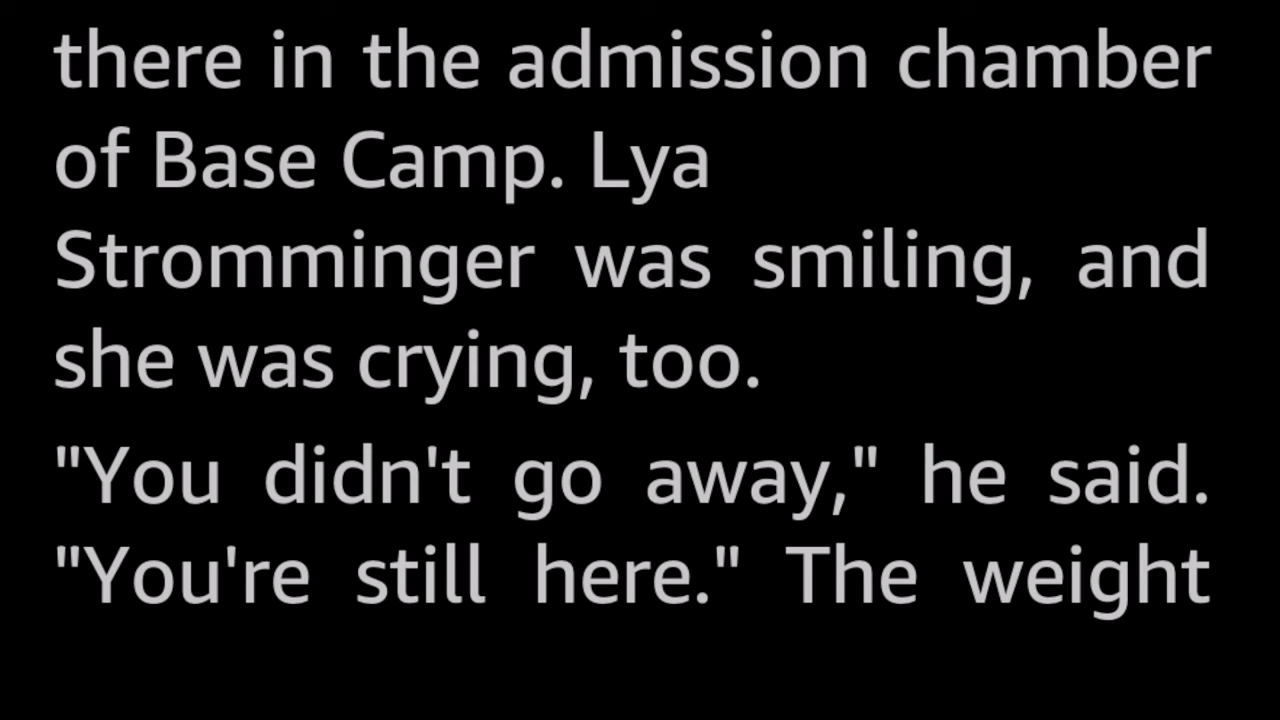 there in the admission chamber
of Base Camp. Lya
Stromminger was smiling, and
she was crying, too.
"You didn't go away," he said.
"You're still here." The weight